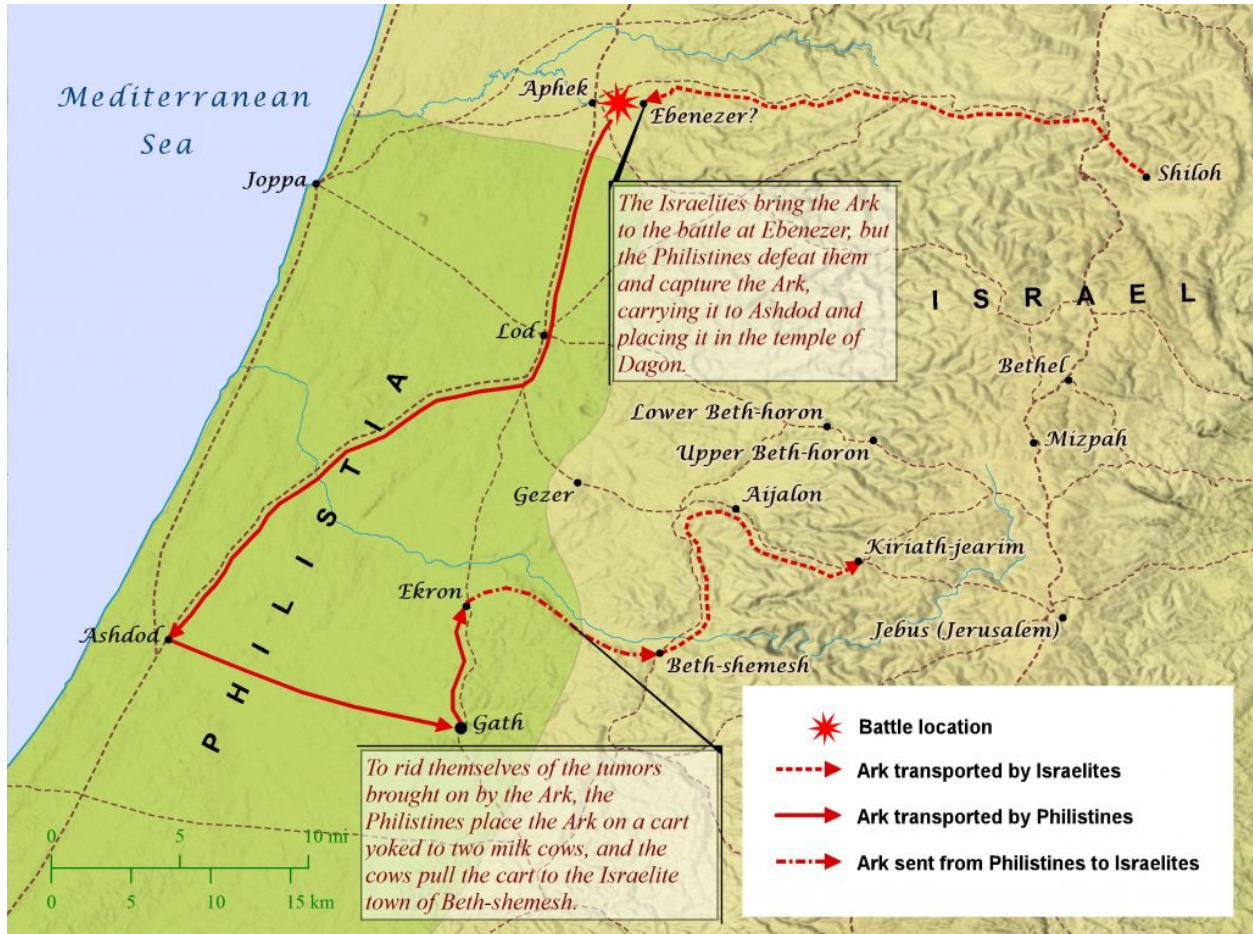 Mediterranean
Sea
Aphek
Ebenezer?
Joppa
Shiloh
The Israelites bring the Ark
to the battle at Ebenezer, but
the Philistines defeat them
and capture the Ark,
carrying it to Ashdod and
placing it in the temple of
Dagon.
ISRAEL
Lod
Bethel
PHILISTIA
Lower Beth-horon
Upper Beth-horon
Mizpah
Gezer
Aijalon
Kiriath-jearim
Ekron
Ashdod
Jebus (Jerusalem)
Beth-shemesh
Gath
To rid themselves of the tumors
brought on by the Ark, the
Philistines place the Ark on a cart
yoked to two milk cows, and the
cows pull the cart to the Israelite
town of Beth-shemesh.
0 5 10 mi
0 5 10 15 km
Battle location
Ark transported by Israelites
Ark transported by Philistines
Ark sent from Philistines to Israelites